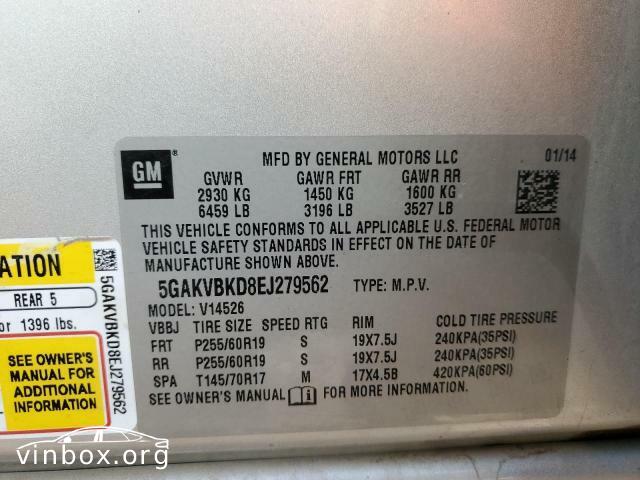 GM
®
MFD BY GENERAL MOTORS LLC 01/14
GVWR GAWR FRT GAWR RR
2930 KG 1450 KG 1600 KG
6459 LB 3196 LB 3527 LB
THIS VEHICLE CONFORMS TO ALL APPLICABLE U.S. FEDERAL MOTOR
VEHICLE SAFETY STANDARDS IN EFFECT ON THE DATE OF
MANUFACTURE SHOWN ABOVE.
5GAKVBKD8EJ279562 TYPE: M.P.V.
MODEL: V14526
VBBJ TIRE SIZE SPEED RTG RIM COLD TIRE PRESSURE
FRT P255/60R19 S 19X7.5J 240KPA(35PSI)
RR P255/60R19 S 19X7.5J 240KPA(35PSI)
SPA T145/70R17 M 17X4.5B 420KPA(60PSI)
SEE OWNER'S MANUAL FOR MORE INFORMATION
ATION
REAR 5
or 1396 lbs.
SEE OWNER'S
MANUAL FOR
ADDITIONAL
INFORMATION
5GAKVBKD8EJ279562
vinbox.org